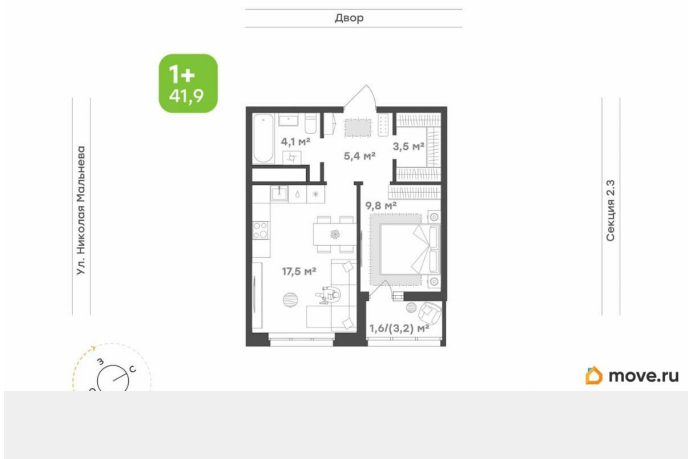 Двор
1+
41,9
4,1 м²
5,4 м²
3,5 м²
9,8 м²
17,5 м²
1,6/(3,2) м²
Ул. Николая Мальнева
Секция 2.3
З
С
move.ru